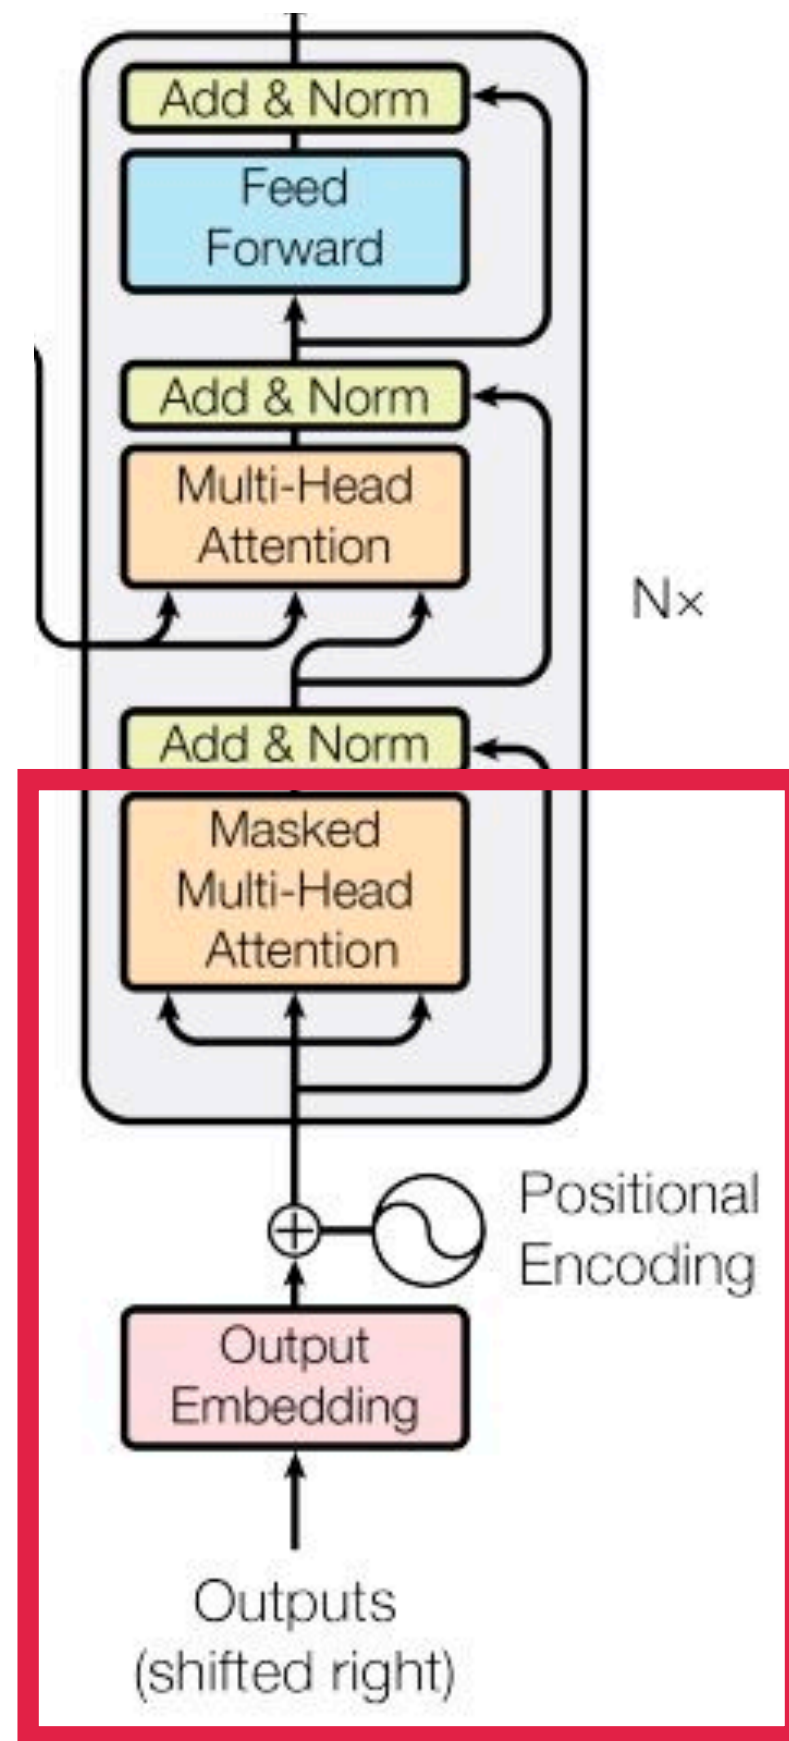 Add & Norm
Feed
Forward
Add & Norm
Multi-Head
Attention
N×
Add & Norm
Masked
Multi-Head
Attention
Positional
Encoding
Output
Embedding
Outputs
(shifted right)